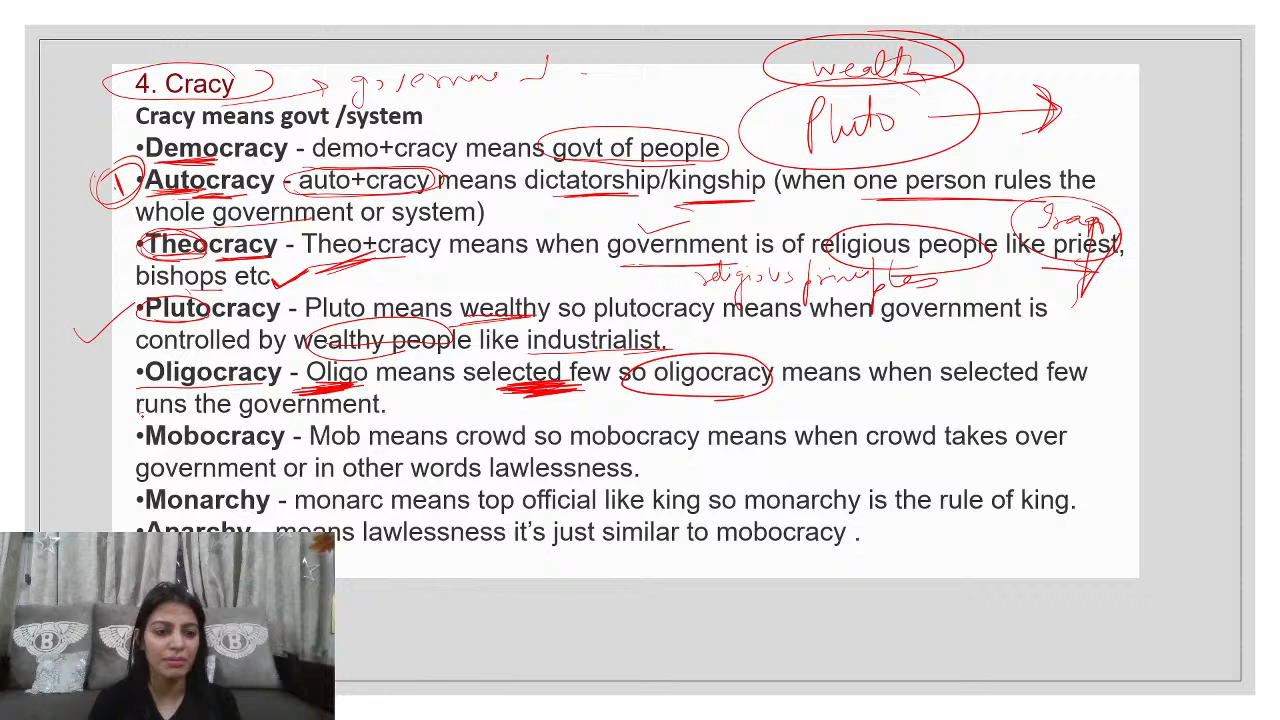 wealth
4. Cracy → government
Pluto
Cracy means govt /system
•Democracy - demo+cracy means govt of people
1
•Autocracy - auto+cracy means dictatorship/kingship (when one person rules the
whole government or system)
Iraq
•Theocracy - Theo+cracy means when government is of religious people like priest,
bishops etc
religious principles
•Plutocracy - Pluto means wealthy so plutocracy means when government is
controlled by wealthy people like industrialist.
•Oligocracy - Oligo means selected few so oligocracy means when selected few
runs the government.
•Mobocracy - Mob means crowd so mobocracy means when crowd takes over
government or in other words lawlessness.
•Monarchy - monarc means top official like king so monarchy is the rule of king.
•Anarchy - means lawlessness it’s just similar to mobocracy .
B
B